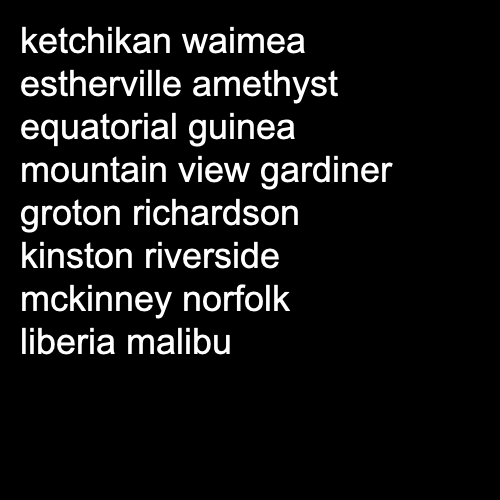 ketchikan waimea
estherville amethyst
equatorial guinea
mountain view gardiner
groton richardson
kinston riverside
mckinney norfolk
liberia malibu